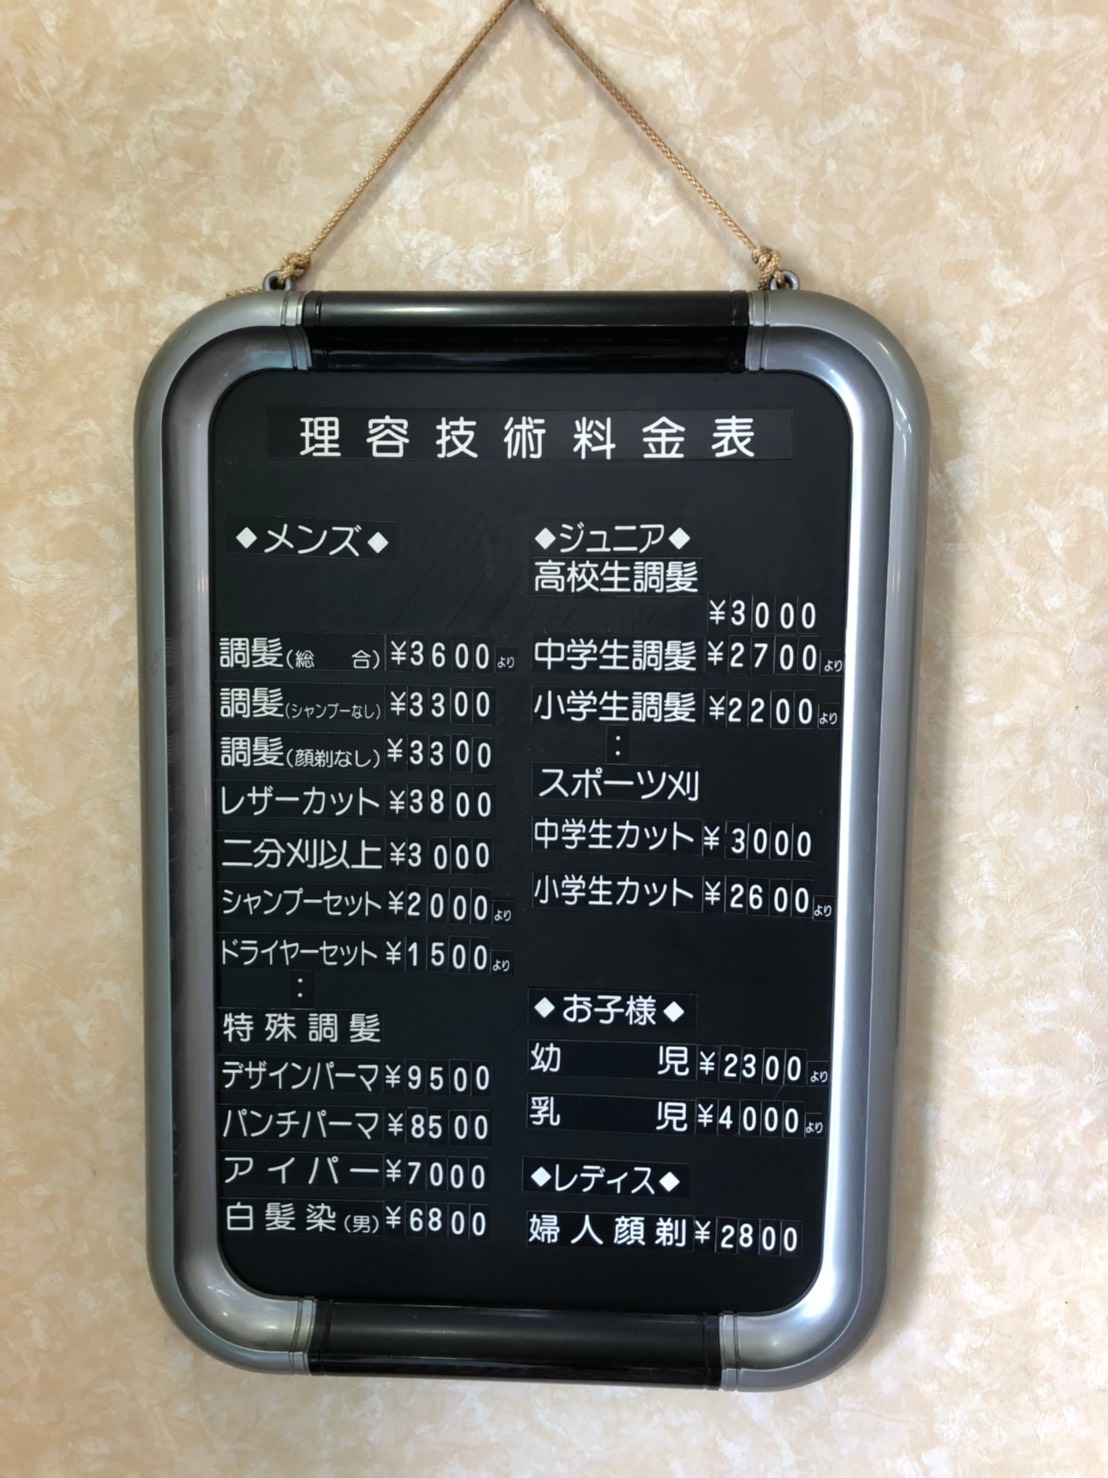 理容技術料金表
◆メンズ◆
調髪(総 合) ¥3600より
調髪(シャンプーなし) ¥3300
調髪(顔剃なし) ¥3300
レザーカット ¥3800
二分刈以上 ¥3000
シャンプーセット ¥2000より
ドライヤーセット ¥1500より
:
特殊調髪
デザインパーマ ¥9500
パンチパーマ ¥8500
アイパー ¥7000
白髪染(男) ¥6800
◆ジュニア◆
高校生調髪
¥3000
中学生調髪 ¥2700より
小学生調髪 ¥2200より
:
スポーツ刈
中学生カット ¥3000
小学生カット ¥2600より
◆お子様◆
幼 児 ¥2300より
乳 児 ¥4000より
◆レディス◆
婦人顔剃 ¥2800